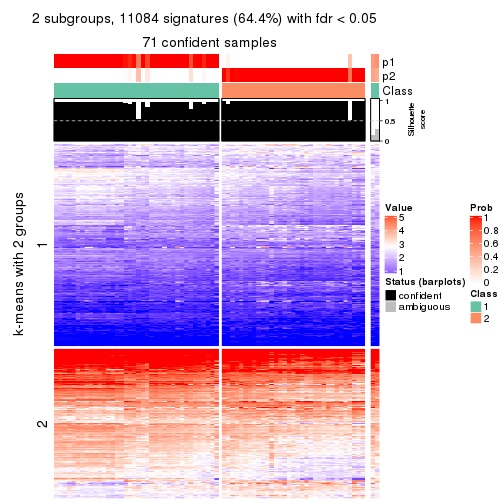 2 subgroups, 11084 signatures (64.4%) with fdr < 0.05
71 confident samples
p1
p2
Class
1
0.5
0
Silhouette
score
k-means with 2 groups
1
2
Value
5
4
3
2
1
Status (barplots)
confident
ambiguous
Prob
1
0.8
0.6
0.4
0.2
0
Class
1
2